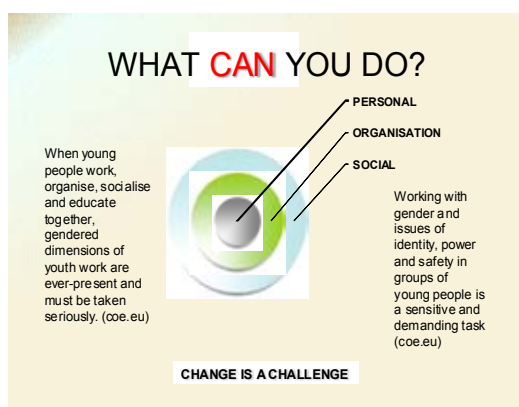 WHAT CAN YOU DO?
PERSONAL
ORGANISATION
SOCIAL
When young
people work,
organise, socialise
and educate
together,
gendered
dimensions of
youth work are
ever-present and
must be taken
seriously. (coe.eu)
Working with
gender and
issues of
identity, power
and safety in
groups of
young people is
a sensitive and
demanding task
(coe.eu)
CHANGE IS A CHALLENGE